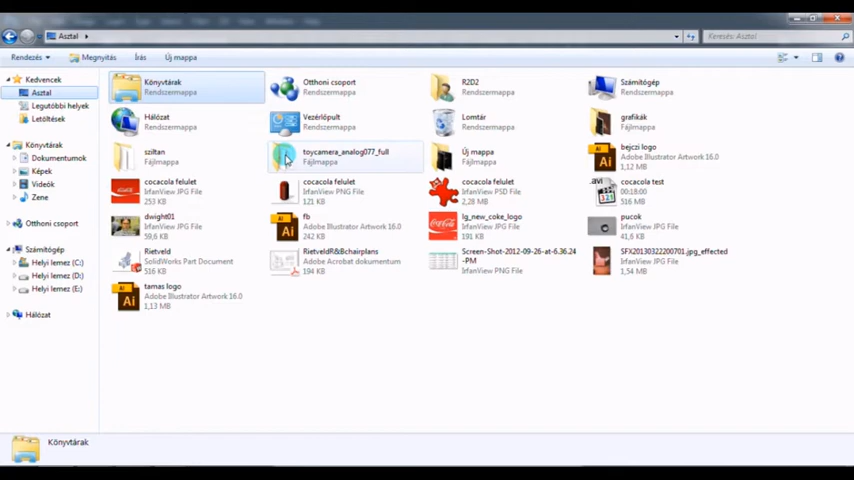 Asztal
Keresés: Asztal
Rendezés
Megnyitás
Írás
Új mappa
Kedvencek
Asztal
Legutóbbi helyek
Letöltések
Könyvtárak
Dokumentumok
Képek
Videók
Zene
Otthoni csoport
Számítógép
Helyi lemez (C:)
Helyi lemez (D:)
Helyi lemez (E:)
Hálózat
Könyvtárak
Rendszermappa
Otthoni csoport
Rendszermappa
R2D2
Rendszermappa
Számítógép
Rendszermappa
Hálózat
Rendszermappa
Vezérlőpult
Rendszermappa
Lomtár
Rendszermappa
grafikák
Fájlmappa
sziltan
Fájlmappa
toycamera_analog077_full
Fájlmappa
Új mappa
Fájlmappa
bejczi logo
Adobe Illustrator Artwork 16.0
1,12 MB
cocacola felulet
IrfanView JPG File
253 KB
cocacola felulet
IrfanView PNG File
121 KB
cocacola felulet
IrfanView PSD File
2,28 MB
.avi
cocacola test
00:18:00
516 MB
dwight01
IrfanView JPG File
59,6 KB
Ai
fb
Adobe Illustrator Artwork 16.0
242 KB
lg_new_coke_logo
IrfanView JPG File
191 KB
pucok
IrfanView JPG File
41,6 KB
Rietveld
SolidWorks Part Document
516 KB
RietveldR&Bchairplans
Adobe Acrobat dokumentum
194 KB
Screen-Shot-2012-09-26-at-6.36.24
-PM
IrfanView PNG File
SFX20130322200701.jpg_effected
IrfanView JPG File
1,54 MB
Ai
tamas logo
Adobe Illustrator Artwork 16.0
1,13 MB
Ai
Könyvtárak